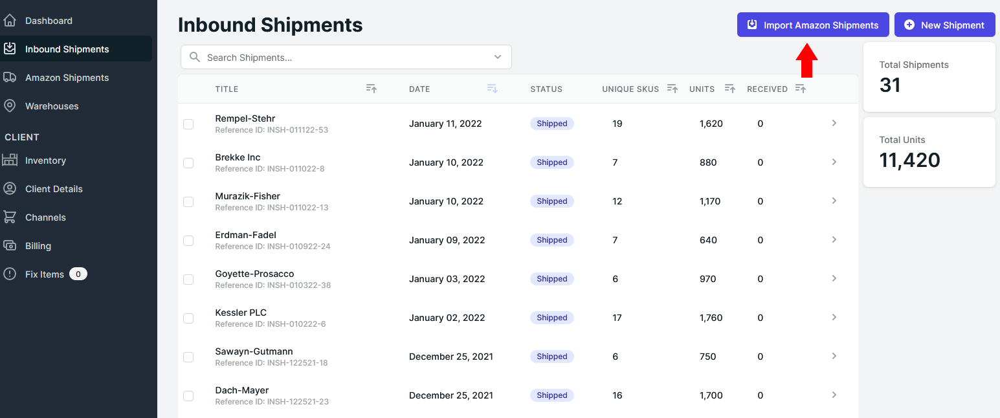 Dashboard
Inbound Shipments
Amazon Shipments
Warehouses
CLIENT
Inventory
Client Details
Channels
Billing
Fix Items 0
Inbound Shipments
Import Amazon Shipments
New Shipment
Search Shipments...
Total Shipments
31
Total Units
11,420
TITLE DATE STATUS UNIQUE SKUS UNITS RECEIVED
Rempel-Stehr January 11, 2022 Shipped 19 1,620 0
Reference ID: INSH-011122-53
Brekke Inc January 10, 2022 Shipped 7 880 0
Reference ID: INSH-011022-8
Murazik-Fisher January 10, 2022 Shipped 12 1,170 0
Reference ID: INSH-011022-13
Erdman-Fadel January 09, 2022 Shipped 7 640 0
Reference ID: INSH-010922-24
Goyette-Prosacco January 03, 2022 Shipped 6 970 0
Reference ID: INSH-010322-38
Kessler PLC January 02, 2022 Shipped 17 1,760 0
Reference ID: INSH-010222-6
Sawayn-Gutmann December 25, 2021 Shipped 6 750 0
Reference ID: INSH-122521-18
Dach-Mayer December 25, 2021 Shipped 16 1,700 0
Reference ID: INSH-122521-23